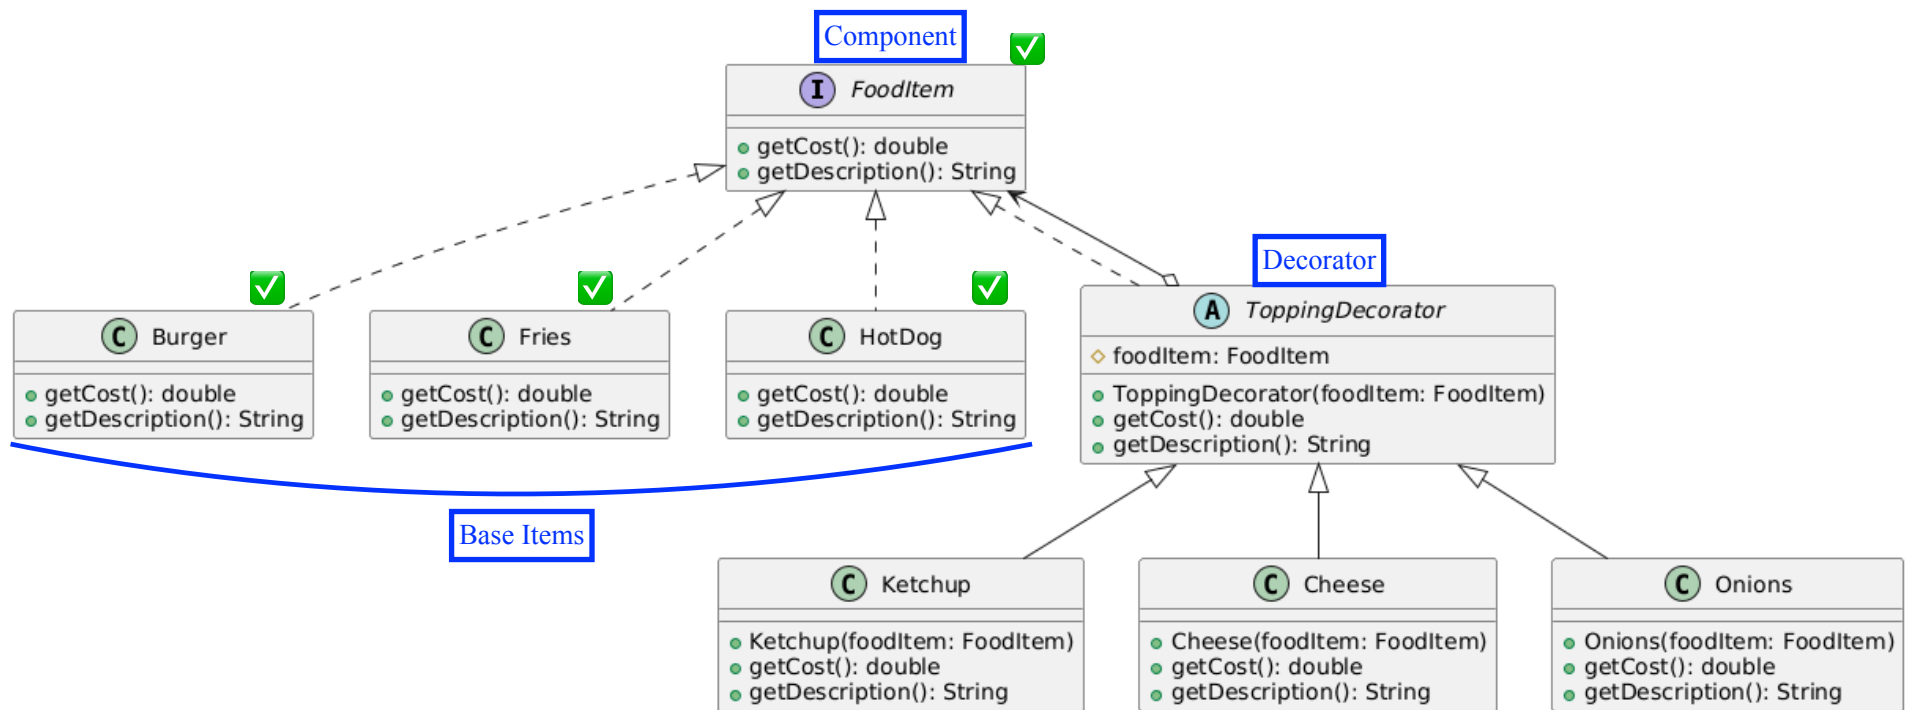 Component
I FoodItem
getCost(): double
getDescription(): String
Decorator
C Burger
getCost(): double
getDescription(): String
C Fries
getCost(): double
getDescription(): String
C HotDog
getCost(): double
getDescription(): String
A ToppingDecorator
foodItem: FoodItem
ToppingDecorator(foodItem: FoodItem)
getCost(): double
getDescription(): String
Base Items
C Ketchup
Ketchup(foodItem: FoodItem)
getCost(): double
getDescription(): String
C Cheese
Cheese(foodItem: FoodItem)
getCost(): double
getDescription(): String
C Onions
Onions(foodItem: FoodItem)
getCost(): double
getDescription(): String